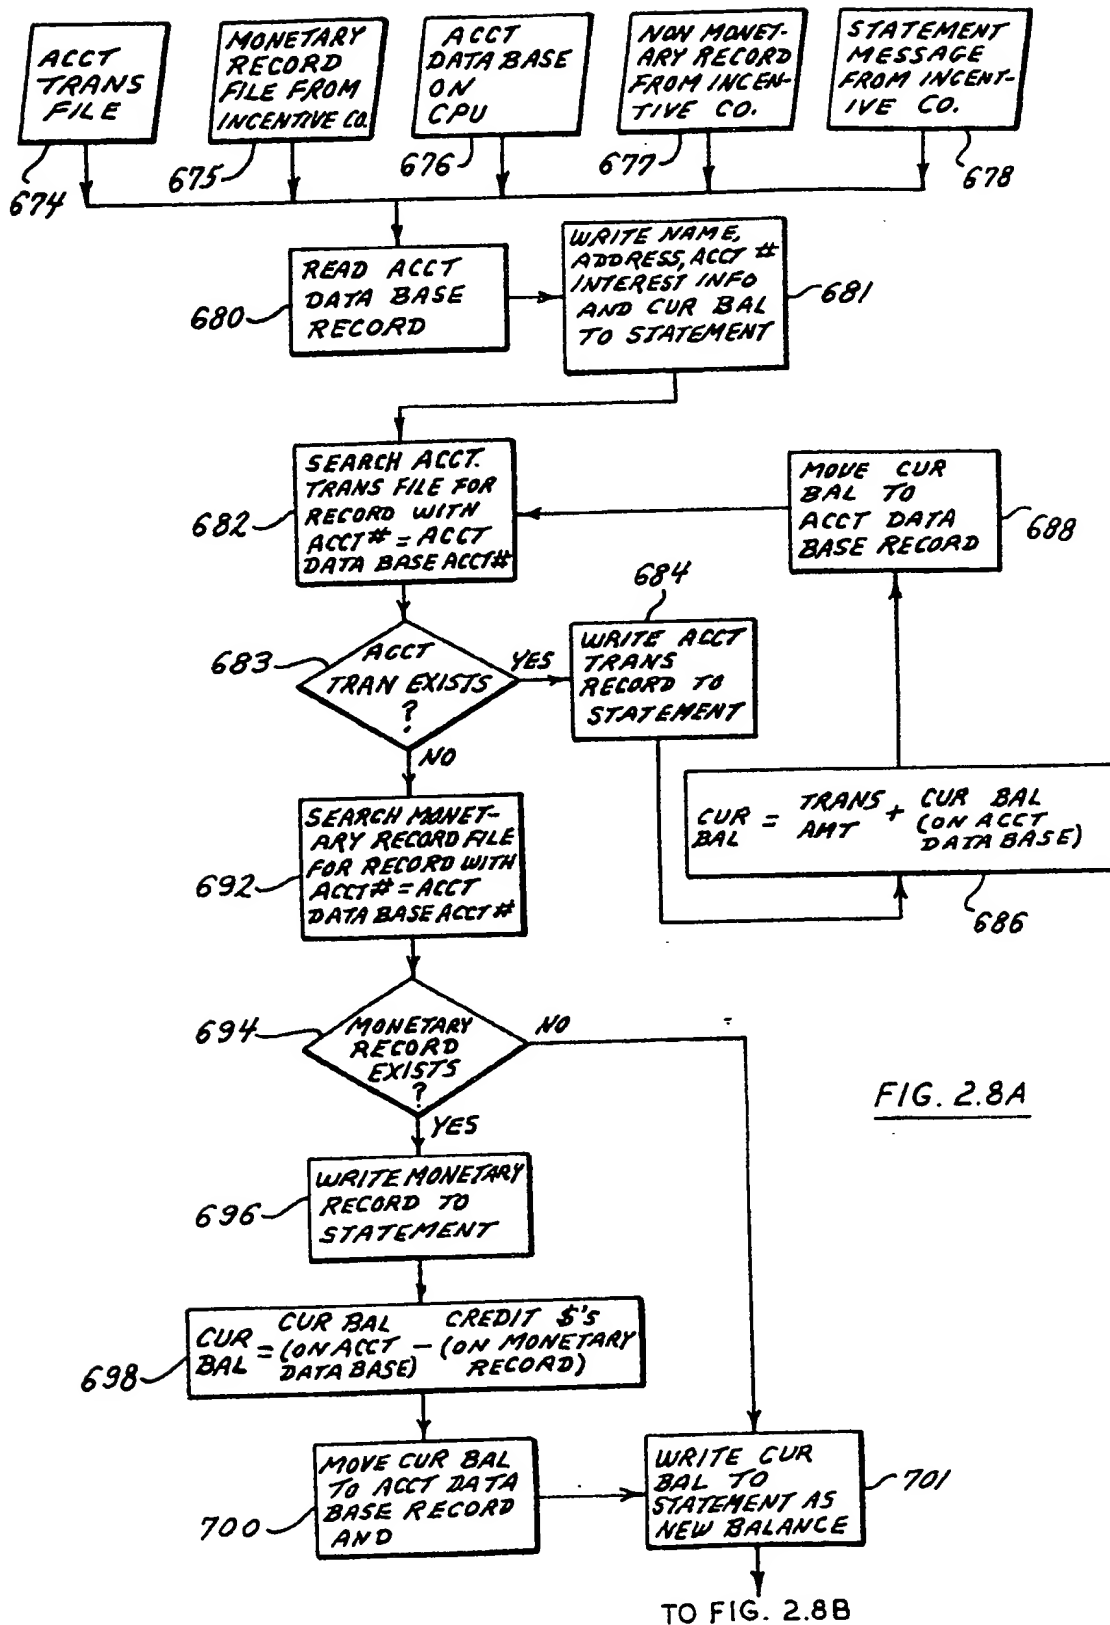 ACCT
TRANS
FILE
MONETARY
RECORD
FILE FROM
INCENTIVE CO.
ACCT
DATA BASE
ON
CPU
NON MONET-
ARY RECORD
FROM INCEN-
TIVE CO.
STATEMENT
MESSAGE
FROM INCENT-
IVE CO.
674
675
676
677
678
READ ACCT
DATA BASE
RECORD
680
WRITE NAME,
ADDRESS, ACCT #
INTEREST INFO
AND CUR BAL
TO STATEMENT
681
SEARCH ACCT.
TRANS FILE FOR
RECORD WITH
ACCT # = ACCT
DATA BASE ACCT#
682
MOVE CUR
BAL TO
ACCT DATA
BASE RECORD
688
ACCT
TRAN EXISTS
?
683
YES
NO
684
WRITE ACCT
TRANS
RECORD TO
STATEMENT
CUR BAL = TRANS AMT + CUR BAL
(ON ACCT
DATA BASE)
686
SEARCH MONET-
ARY RECORD FILE
FOR RECORD WITH
ACCT# = ACCT
DATA BASE ACCT #
692
MONETARY
RECORD
EXISTS
?
694
NO
YES
FIG. 2.8A
WRITE MONETARY
RECORD TO
STATEMENT
696
CUR BAL = CUR BAL (ON ACCT DATA BASE) - CREDIT $'s (ON MONETARY RECORD)
698
MOVE CUR BAL
TO ACCT DATA
BASE RECORD
AND
700
WRITE CUR
BAL TO
STATEMENT AS
NEW BALANCE
701
TO FIG. 2.8B